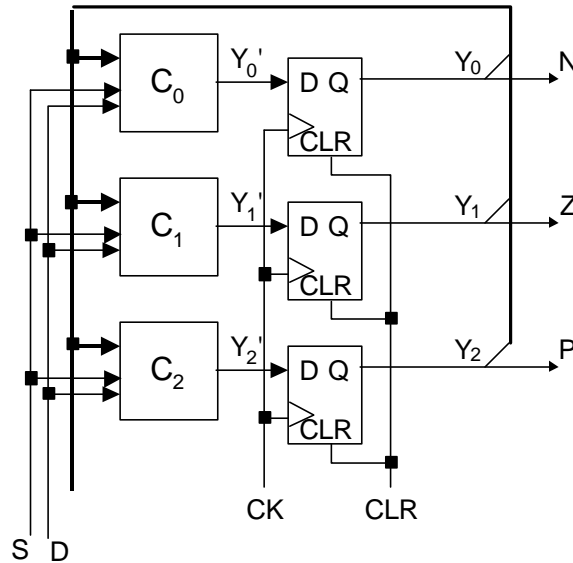 C0 Y0' D Q CLR Y0 N
C1 Y1' D Q CLR Y1 Z
C2 Y2' D Q CLR Y2 P
S D CK CLR